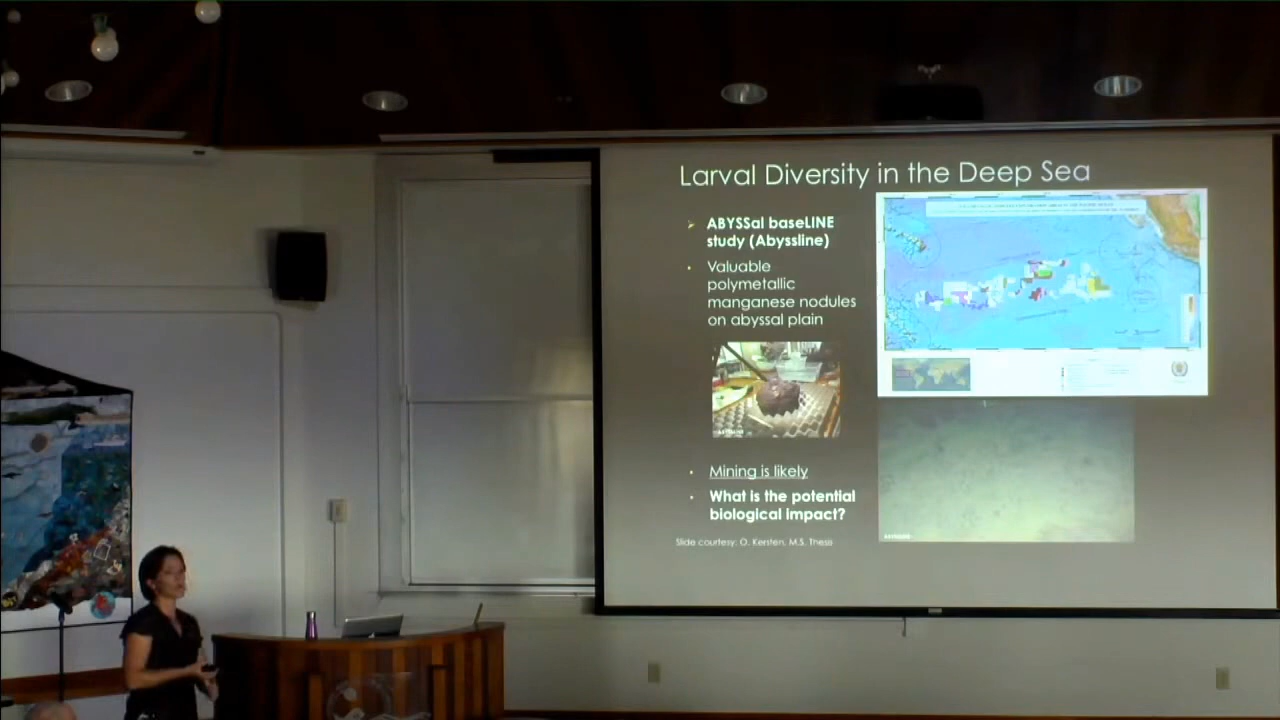 Larval Diversity in the Deep Sea
ABYSSal baseLINE
study (Abyssline)
Valuable
polymetallic
manganese nodules
on abyssal plain
Mining is likely
What is the potential
biological impact?
Slide courtesy: O. Kersten, M.S. Thesis